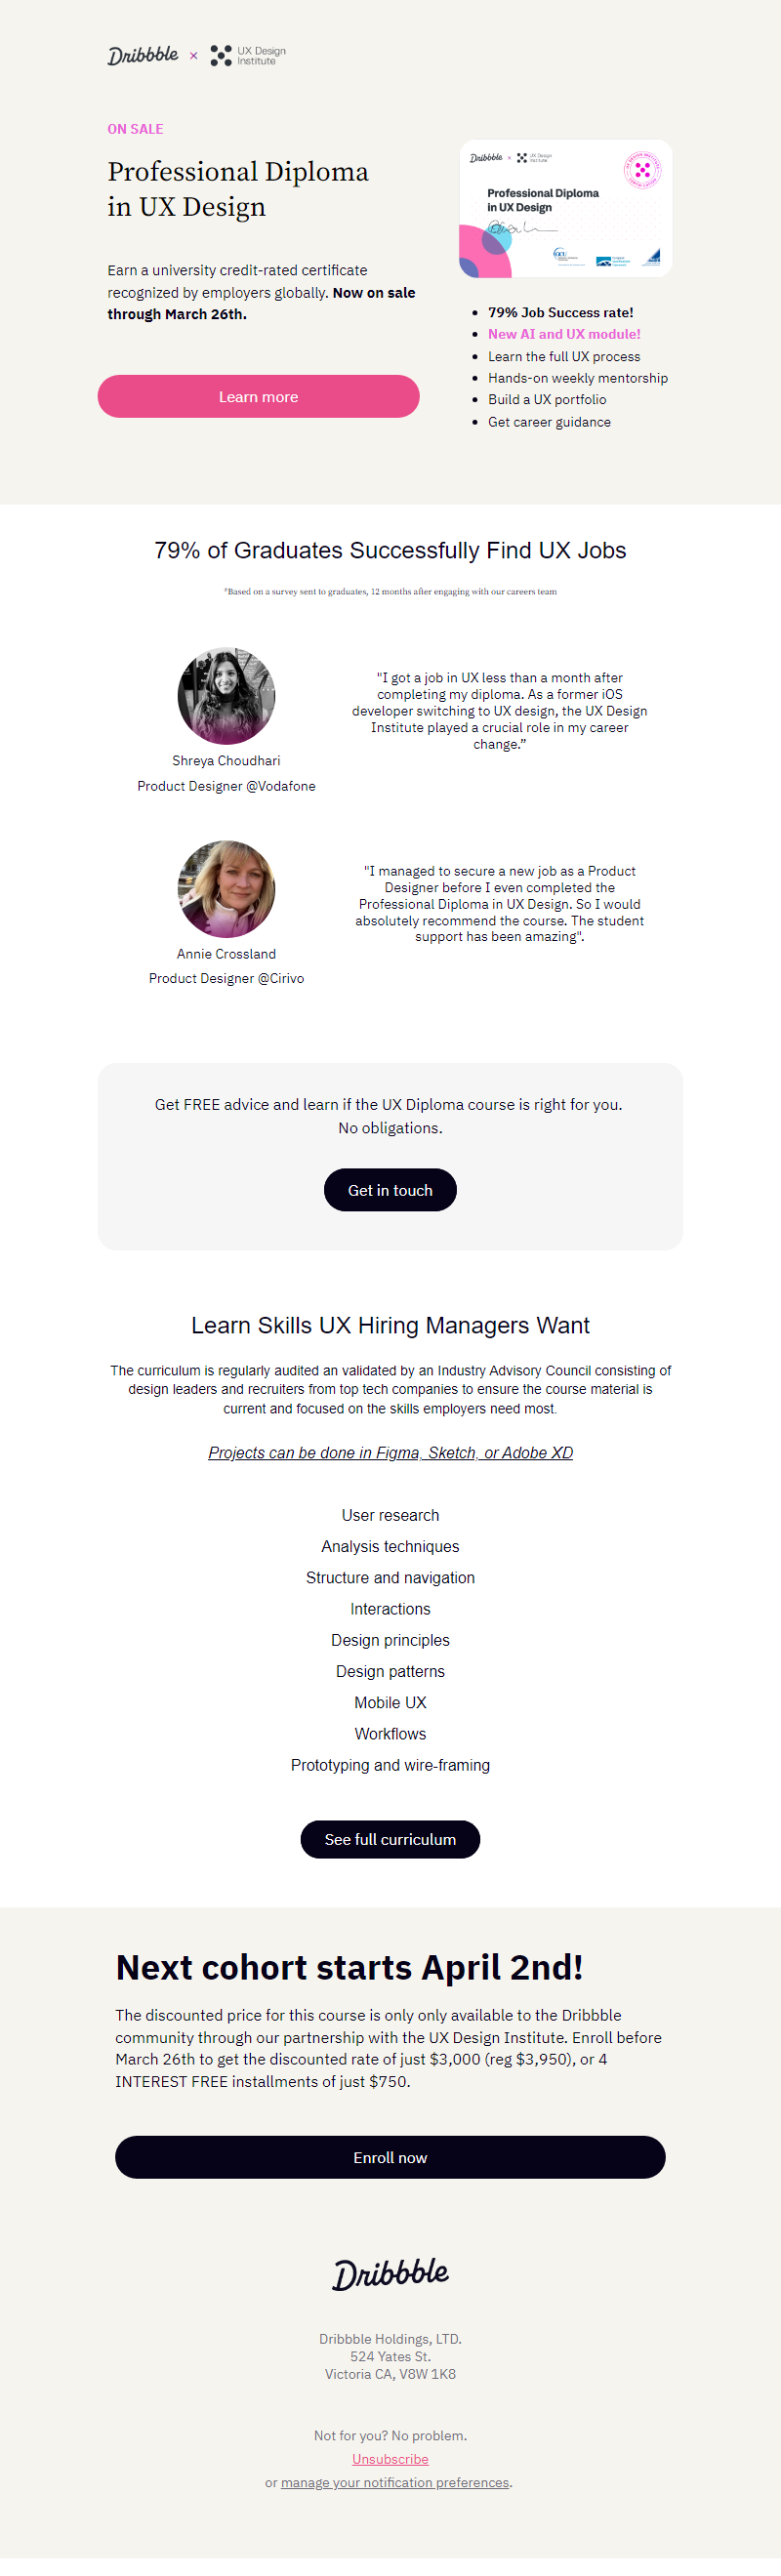 Dribbble × UX Design
Institute
ON SALE
Professional Diploma
in UX Design
Earn a university credit-rated certificate
recognized by employers globally. Now on sale
through March 26th.
Learn more
Dribbble × UX Design
Institute
Professional Diploma
in UX Design
79% Job Success rate!
New AI and UX module!
Learn the full UX process
Hands-on weekly mentorship
Build a UX portfolio
Get career guidance
79% of Graduates Successfully Find UX Jobs
*Based on a survey sent to graduates, 12 months after engaging with our careers team
Shreya Choudhari
Product Designer @Vodafone
"I got a job in UX less than a month after
completing my diploma. As a former iOS
developer switching to UX design, the UX Design
Institute played a crucial role in my career
change.”
Annie Crossland
Product Designer @Cirivo
"I managed to secure a new job as a Product
Designer before I even completed the
Professional Diploma in UX Design. So I would
absolutely recommend the course. The student
support has been amazing".
Get FREE advice and learn if the UX Diploma course is right for you.
No obligations.
Get in touch
Learn Skills UX Hiring Managers Want
The curriculum is regularly audited an validated by an Industry Advisory Council consisting of
design leaders and recruiters from top tech companies to ensure the course material is
current and focused on the skills employers need most.
Projects can be done in Figma, Sketch, or Adobe XD
User research
Analysis techniques
Structure and navigation
Interactions
Design principles
Design patterns
Mobile UX
Workflows
Prototyping and wire-framing
See full curriculum
Next cohort starts April 2nd!
The discounted price for this course is only only available to the Dribbble
community through our partnership with the UX Design Institute. Enroll before
March 26th to get the discounted rate of just $3,000 (reg $3,950), or 4
INTEREST FREE installments of just $750.
Enroll now
Dribbble
Dribbble Holdings, LTD.
524 Yates St.
Victoria CA, V8W 1K8
Not for you? No problem.
Unsubscribe
or manage your notification preferences.